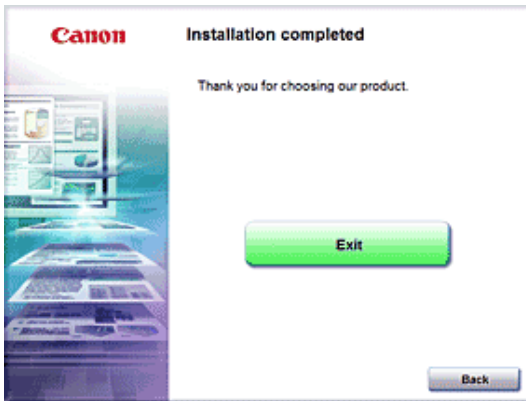 Canon
Installation completed
Thank you for choosing our product.
Exit
Back